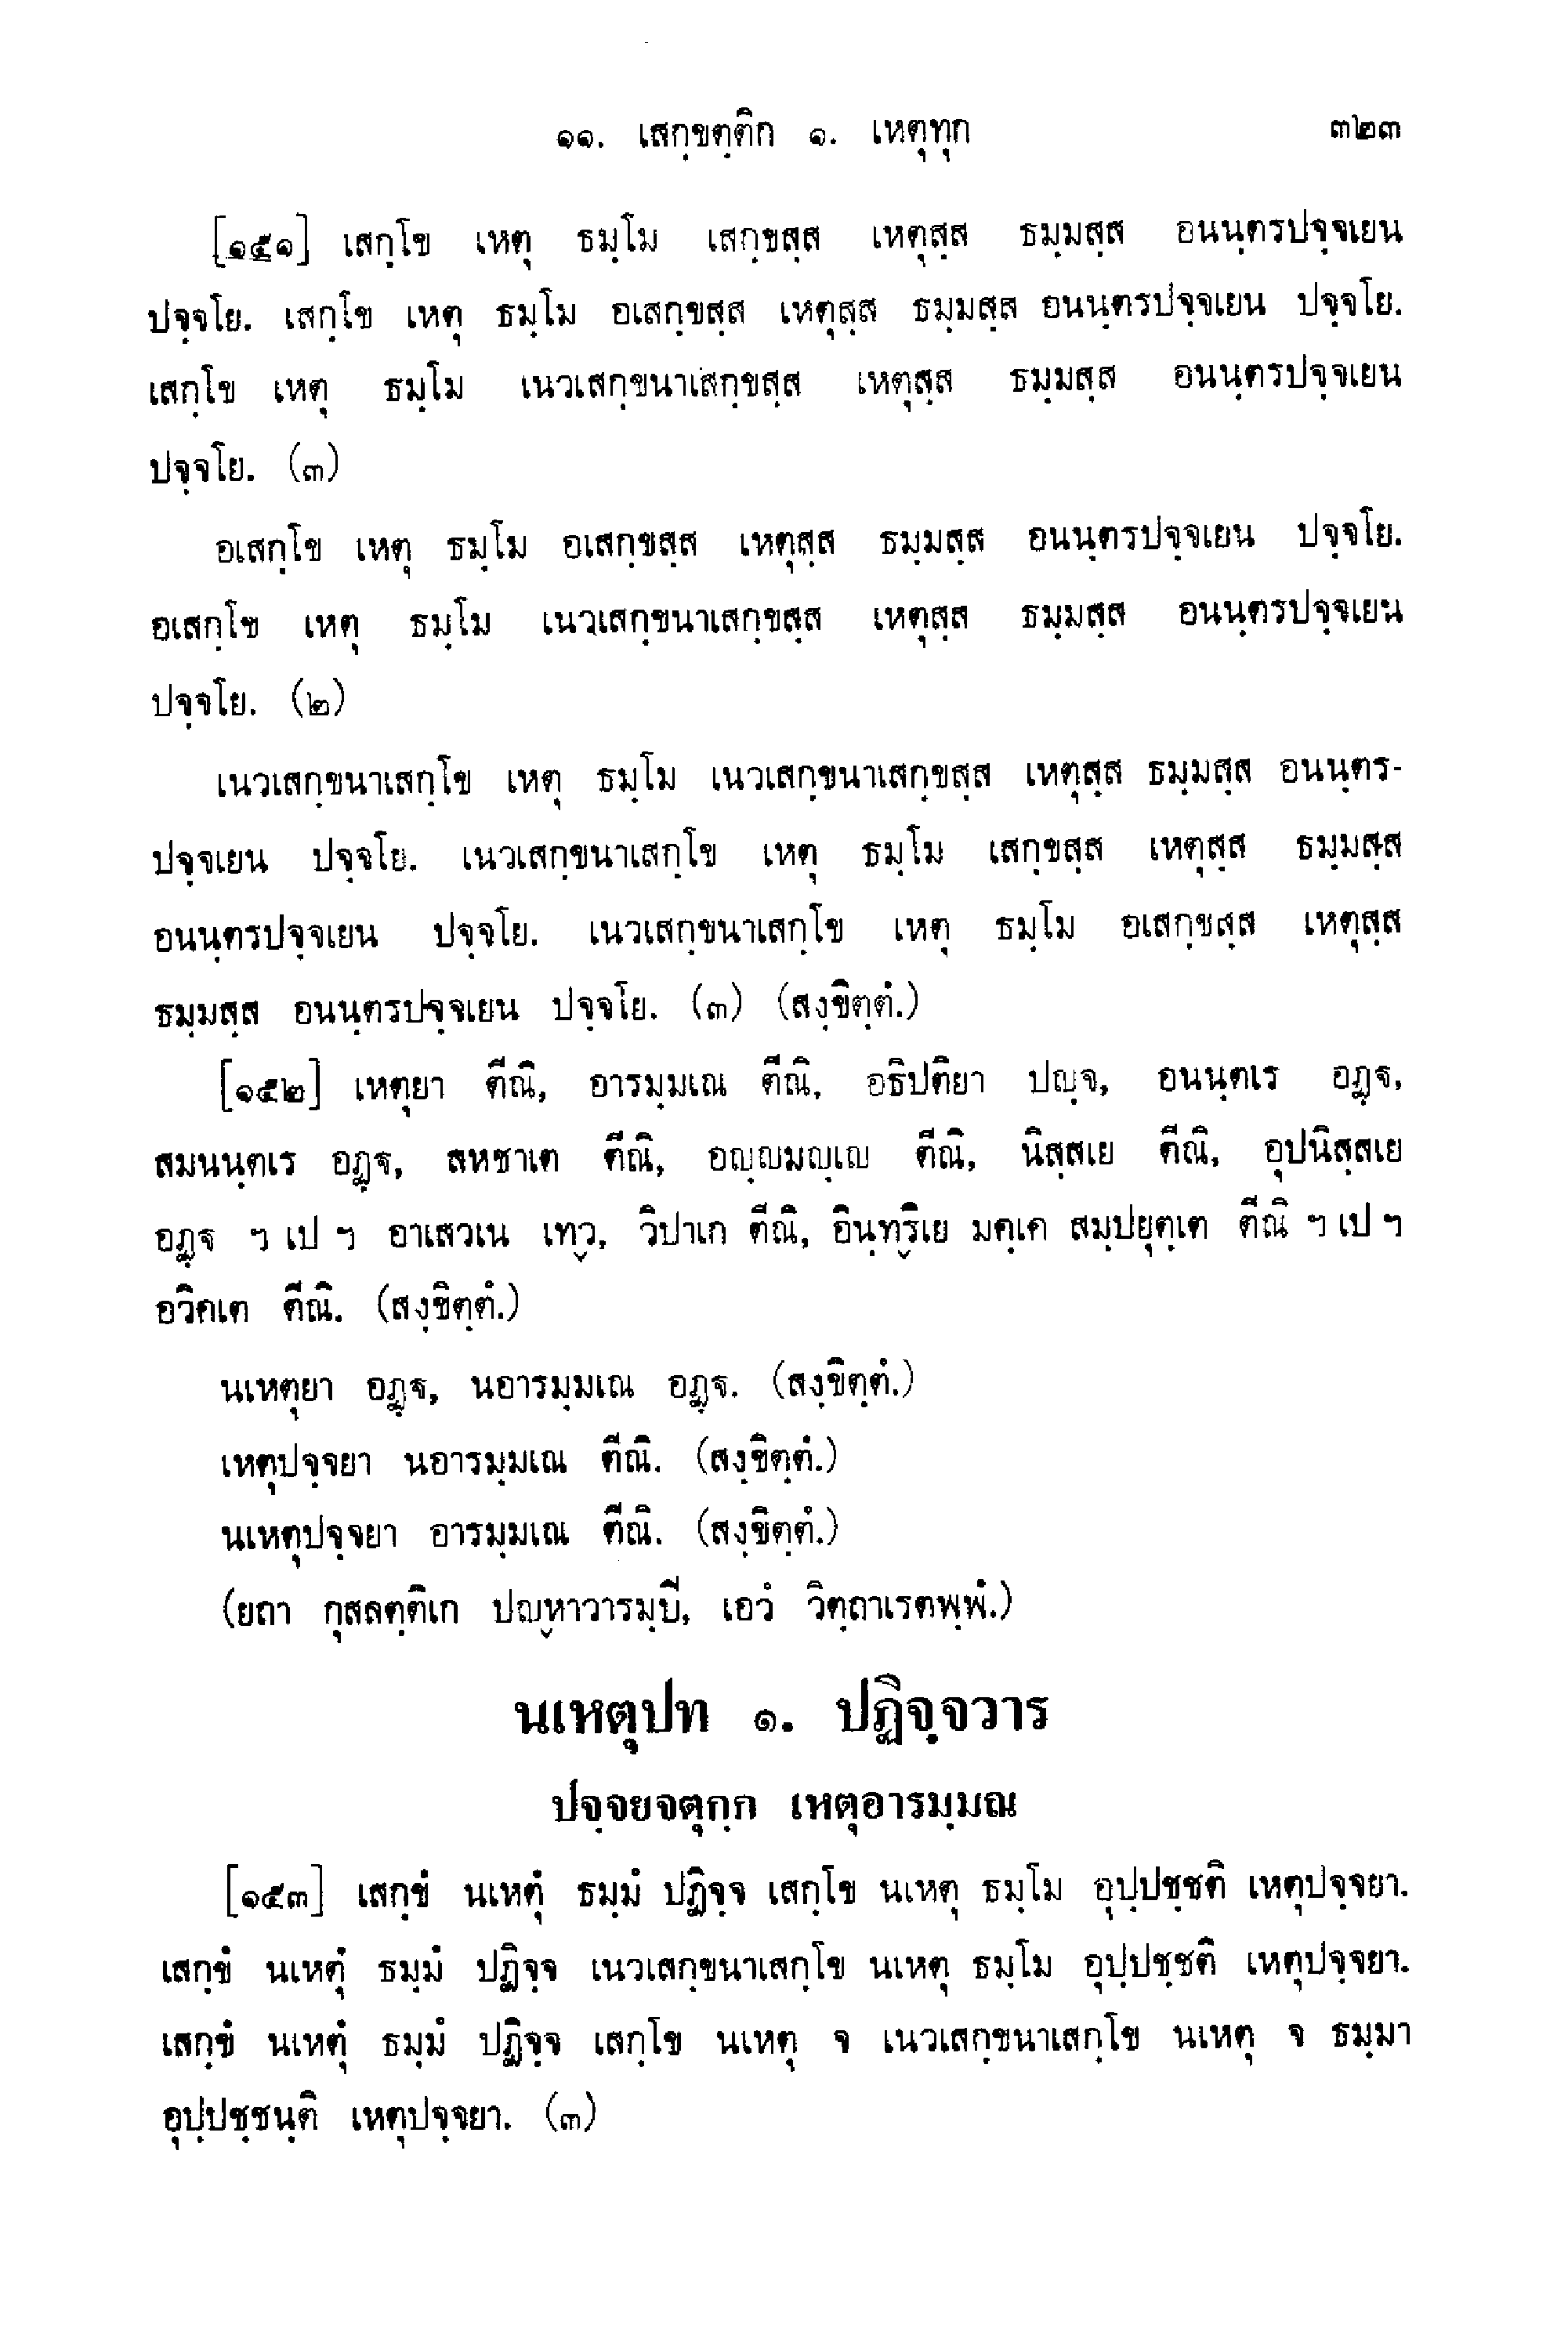 ๑๑. เสกฺขตฺติก ๑. เหตุทุก ๓๒๓
[๑๕๑] เสกฺโข เหตุ ธมฺโม เสกฺขสฺส เหตุสฺส ธมฺมสฺส อนนฺตรปจฺจเยน
ปจฺจโย. เสกฺโข เหตุ ธมฺโม อเสกฺขสฺส เหตุสฺส ธมฺมสฺส อนนฺตรปจฺจเยน ปจฺจโย.
เสกฺโข เหตุ ธมฺโม เนวเสกฺขนาเสกฺขสฺส เหตุสฺส ธมฺมสฺส อนนฺตรปจฺจเยน
ปจฺจโย. (๓)
อเสกฺโข เหตุ ธมฺโม อเสกฺขสฺส เหตุสฺส ธมฺมสฺส อนนฺตรปจฺจเยน ปจฺจโย.
อเสกฺโข เหตุ ธมฺโม เนวเสกฺขนาเสกฺขสฺส เหตุสฺส ธมฺมสฺส อนนฺตรปจฺจเยน
ปจฺจโย. (๒)
เนวเสกฺขนาเสกฺโข เหตุ ธมฺโม เนวเสกฺขนาเสกฺขสฺส เหตุสฺส ธมฺมสฺส อนนฺตร-
ปจฺจเยน ปจฺจโย. เนวเสกฺขนาเสกฺโข เหตุ ธมฺโม เสกฺขสฺส เหตุสฺส ธมฺมสฺส
อนนฺตรปจฺจเยน ปจฺจโย. เนวเสกฺขนาเสกฺโข เหตุ ธมฺโม อเสกฺขสฺส เหตุสฺส
ธมฺมสฺส อนนฺตรปจฺจเยน ปจฺจโย. (๓) (สงฺขิตฺตํ.)
[๑๕๒] เหตุยา ตีณิ, อารมฺมเณ ตีณิ, อธิปติยา ปญฺจ, อนนฺตเร อฏฺฐ,
สมนนฺตเร อฏฺฐ, สหชาเต ตีณิ, อญฺญมญฺเญ ตีณิ, นิสฺสเย ตีณิ, อุปนิสฺสเย
อฏฺฐ ฯ เป ฯ อาเสวเน เทฺว, วิปาเก ตีณิ, อินฺทฺริเย มคฺเค สมฺปยุตฺเต ตีณิ ฯ เป ฯ
อวิคเต ตีณิ. (สงฺขิตฺตํ.)
นเหตุยา อฏฺฐ, นอารมฺมเณ อฏฺฐ. (สงฺขิตฺตํ.)
เหตุปจฺจยา นอารมฺมเณ ตีณิ. (สงฺขิตฺตํ.)
นเหตุปจฺจยา อารมฺมเณ ตีณิ. (สงฺขิตฺตํ.)
(ยถา กุสลตฺติเก ปญฺหาวารมฺปี, เอวํ วิตฺถาเรตพฺพํ.)
นเหตุปท ๑. ปฏิจฺจวาร
ปจฺจยจตุกฺก เหตุอารมฺมณ
[๑๕๓] เสกฺขํ นเหตุํ ธมฺมํ ปฏิจฺจ เสกฺโข นเหตุ ธมฺโม อุปฺปชฺชติ เหตุปจฺจยา.
เสกฺขํ นเหตุํ ธมฺมํ ปฏิจฺจ เนวเสกฺขนาเสกฺโข นเหตุ ธมฺโม อุปฺปชฺชติ เหตุปจฺจยา.
เสกฺขํ นเหตุํ ธมฺมํ ปฏิจฺจ เสกฺโข นเหตุ จ เนวเสกฺขนาเสกฺโข นเหตุ จ ธมฺมา
อุปฺปชฺชนฺติ เหตุปจฺจยา. (๓)